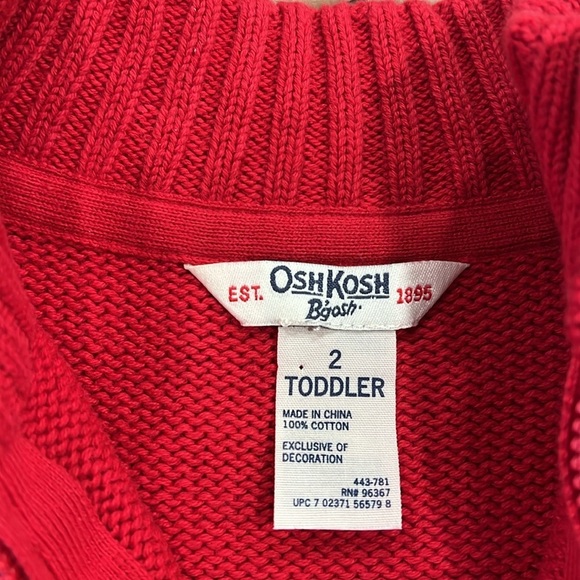 EST. OSHKOSH 1895
B'gosh
2
TODDLER
MADE IN CHINA
100% COTTON
EXCLUSIVE OF
DECORATION
443-781
RN# 96367
UPC 7 02371 56579 8